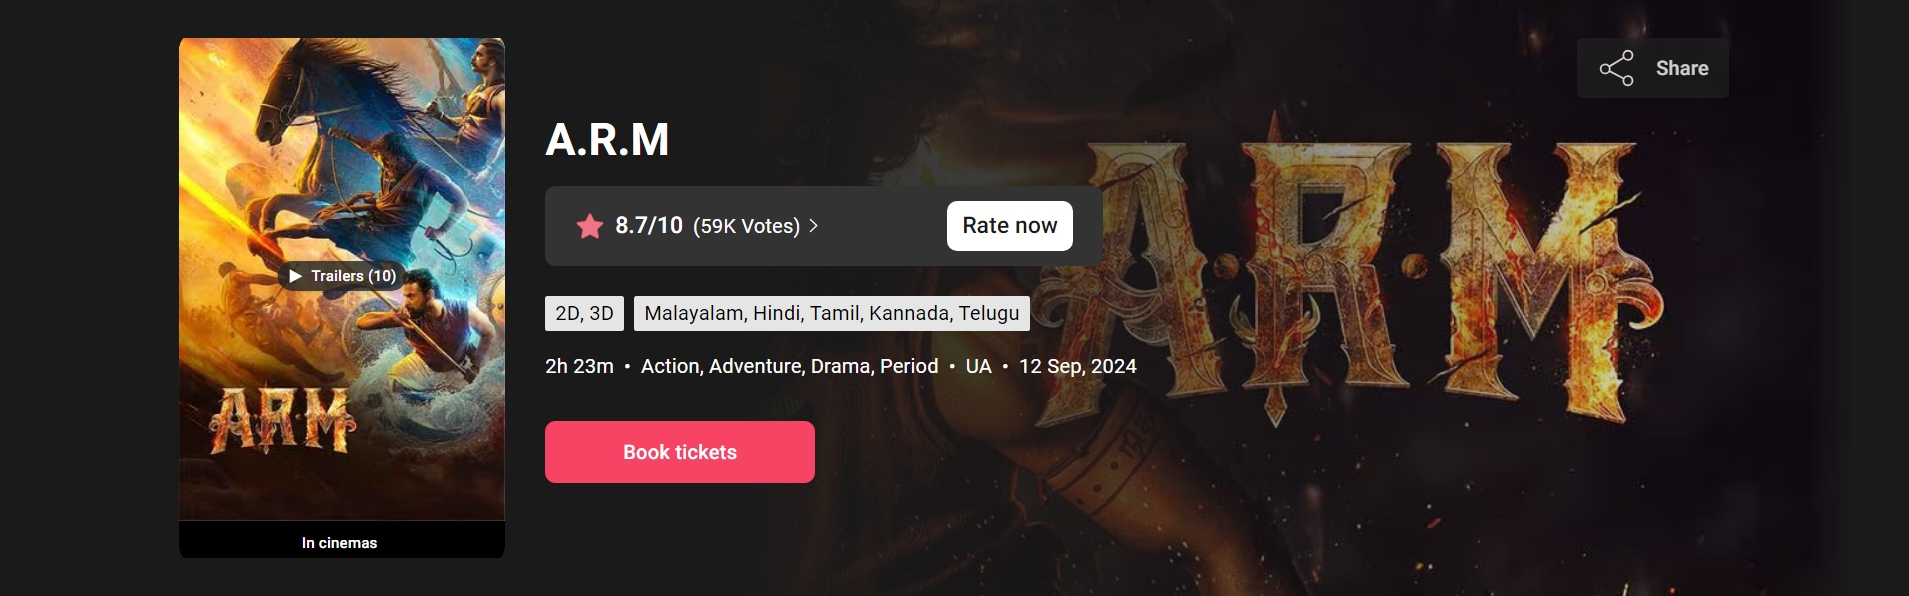 Share
A.R.M
8.7/10 (59K Votes)
Rate now
2D, 3D
Malayalam, Hindi, Tamil, Kannada, Telugu
2h 23m • Action, Adventure, Drama, Period • UA • 12 Sep, 2024
Book tickets
Trailers (10)
A.R.M
In cinemas
A.R.M